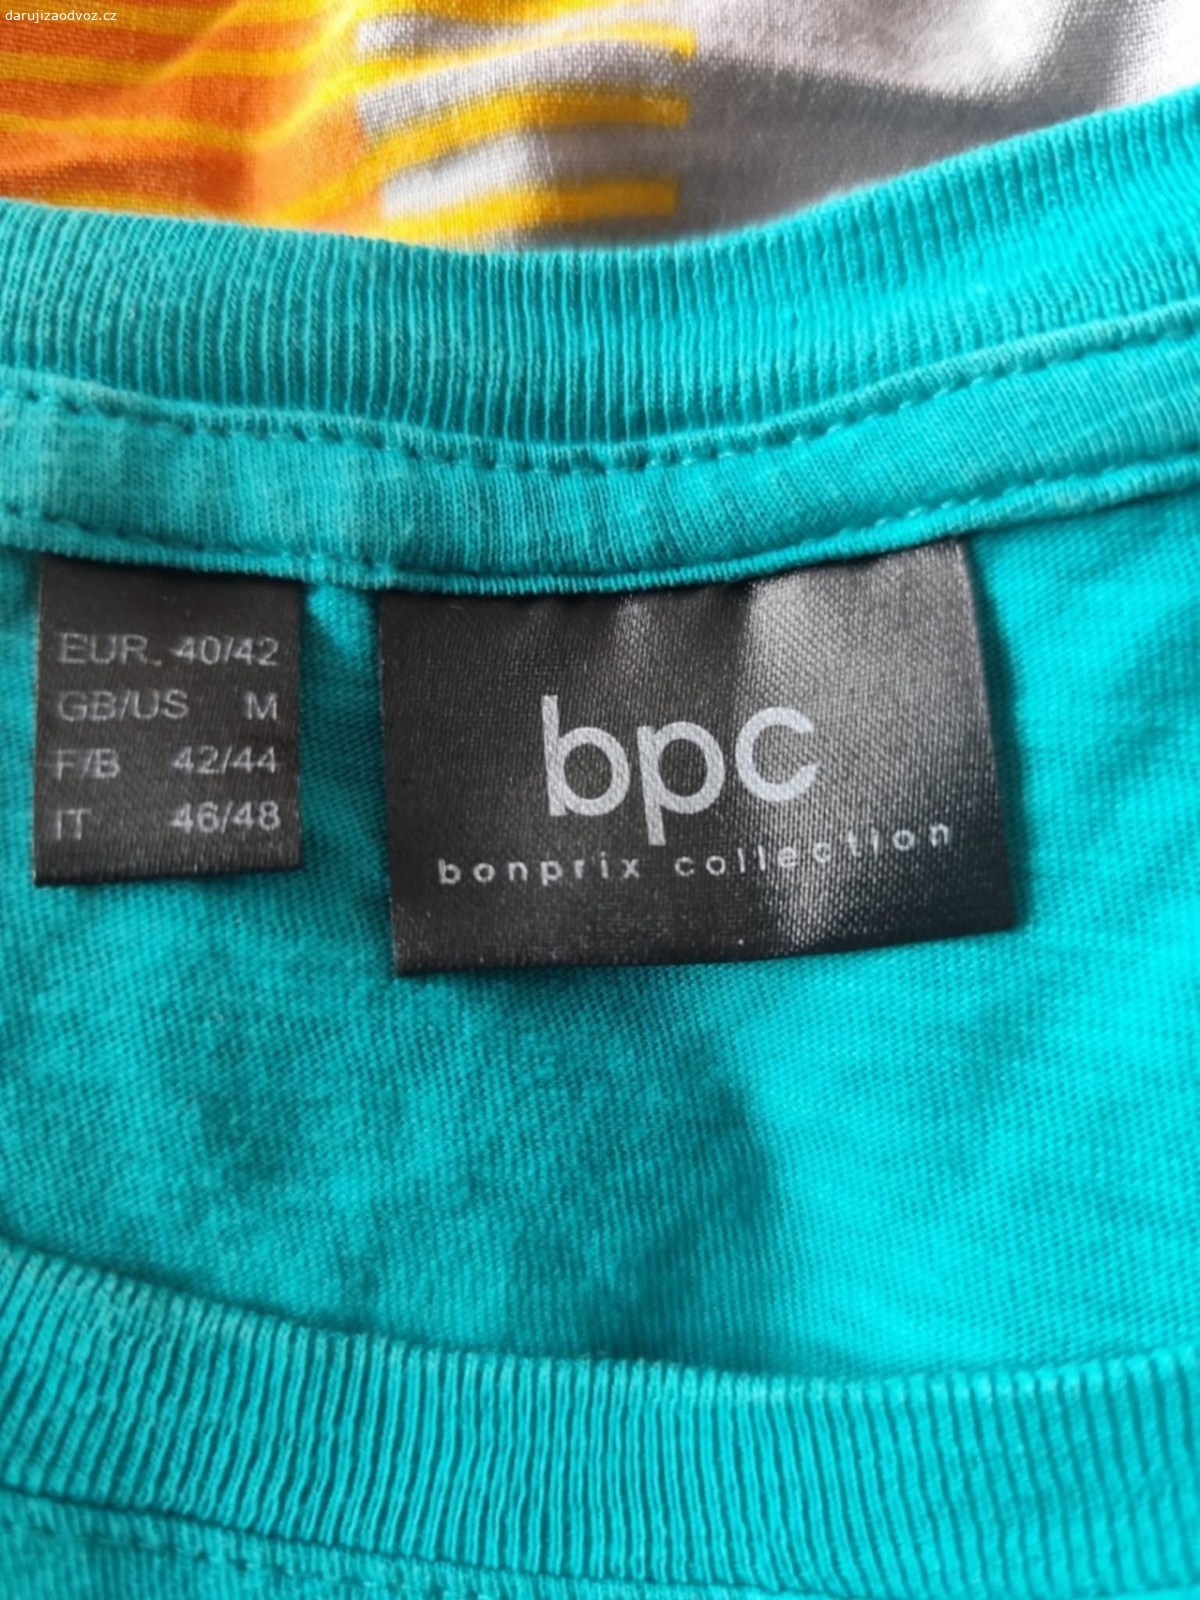 darujizaodvoz.cz
EUR. 40/42
GB/US M
F/B 42/44
IT 46/48
bpc
bonprix collection